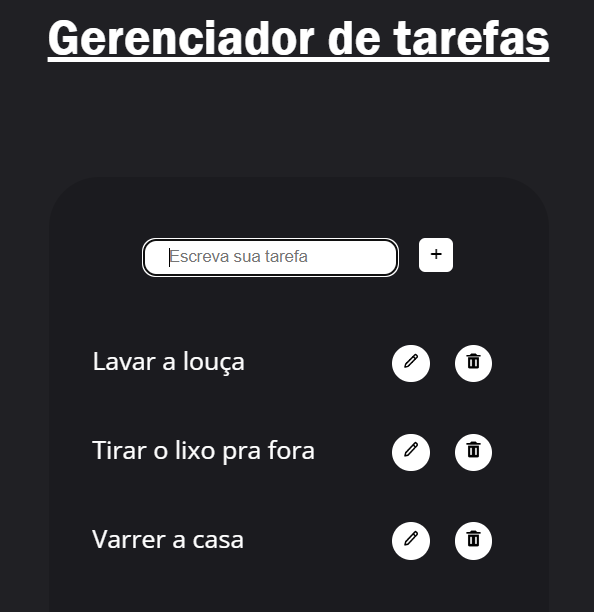 Gerenciador de tarefas
Escreva sua tarefa
+
Lavar a louça
Tirar o lixo pra fora
Varrer a casa